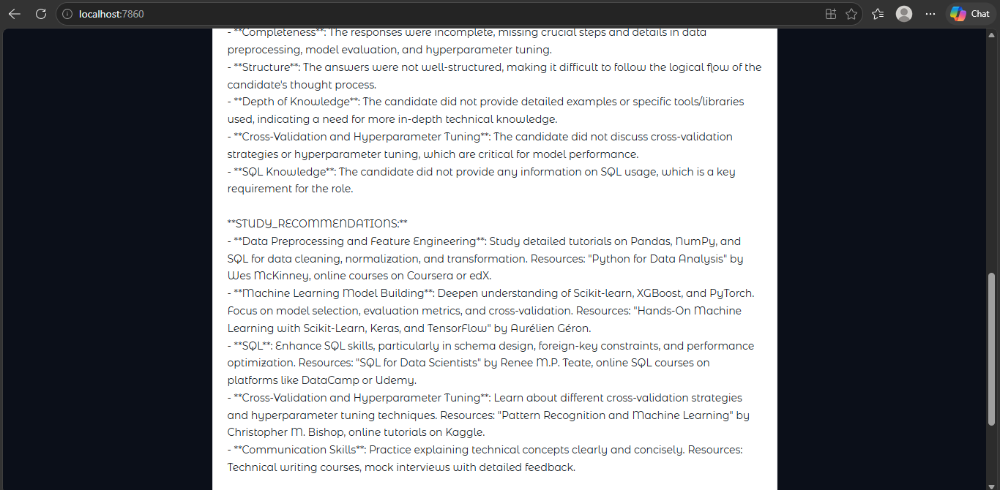 localhost:7860
Chat
- **Completeness**: The responses were incomplete, missing crucial steps and details in data
preprocessing, model evaluation, and hyperparameter tuning.
- **Structure**: The answers were not well-structured, making it difficult to follow the logical flow of the
candidate's thought process.
- **Depth of Knowledge**: The candidate did not provide detailed examples or specific tools/libraries
used, indicating a need for more in-depth technical knowledge.
- **Cross-Validation and Hyperparameter Tuning**: The candidate did not discuss cross-validation
strategies or hyperparameter tuning, which are critical for model performance.
- **SQL Knowledge**: The candidate did not provide any information on SQL usage, which is a key
requirement for the role.
**STUDY_RECOMMENDATIONS:**
- **Data Preprocessing and Feature Engineering**: Study detailed tutorials on Pandas, NumPy, and
SQL for data cleaning, normalization, and transformation. Resources: "Python for Data Analysis" by
Wes McKinney, online courses on Coursera or edX.
- **Machine Learning Model Building**: Deepen understanding of Scikit-learn, XGBoost, and PyTorch.
Focus on model selection, evaluation metrics, and cross-validation. Resources: "Hands-On Machine
Learning with Scikit-Learn, Keras, and TensorFlow" by Aurélien Géron.
- **SQL**: Enhance SQL skills, particularly in schema design, foreign-key constraints, and performance
optimization. Resources: "SQL for Data Scientists" by Renee M.P. Teate, online SQL courses on
platforms like DataCamp or Udemy.
- **Cross-Validation and Hyperparameter Tuning**: Learn about different cross-validation strategies
and hyperparameter tuning techniques. Resources: "Pattern Recognition and Machine Learning" by
Christopher M. Bishop, online tutorials on Kaggle.
- **Communication Skills**: Practice explaining technical concepts clearly and concisely. Resources:
Technical writing courses, mock interviews with detailed feedback.